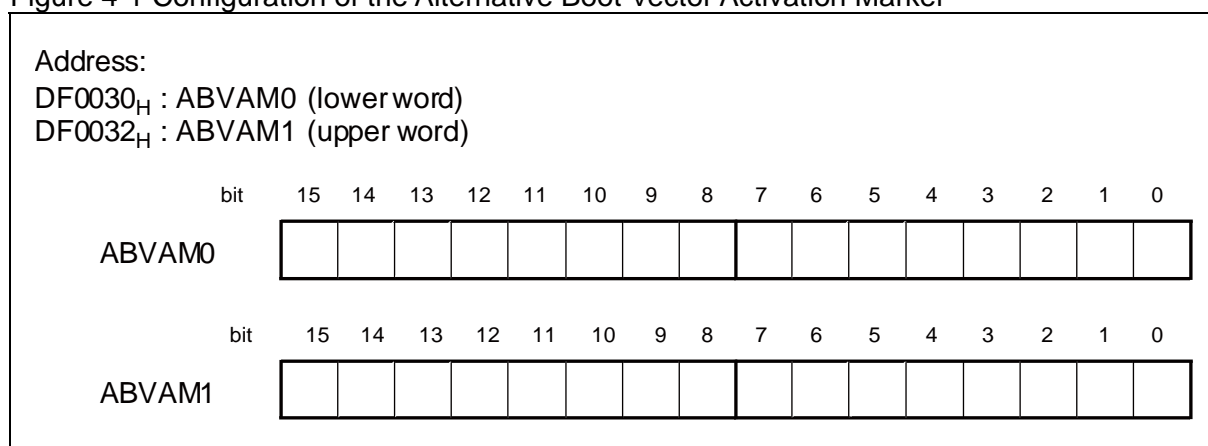 Figure 4-1 Configuration of the Alternative Boot Vector Activation Marker
Address:
DF0030H : ABVAM0 (lower word)
DF0032H : ABVAM1 (upper word)
bit 15 14 13 12 11 10 9 8 7 6 5 4 3 2 1 0
ABVAM0
bit 15 14 13 12 11 10 9 8 7 6 5 4 3 2 1 0
ABVAM1